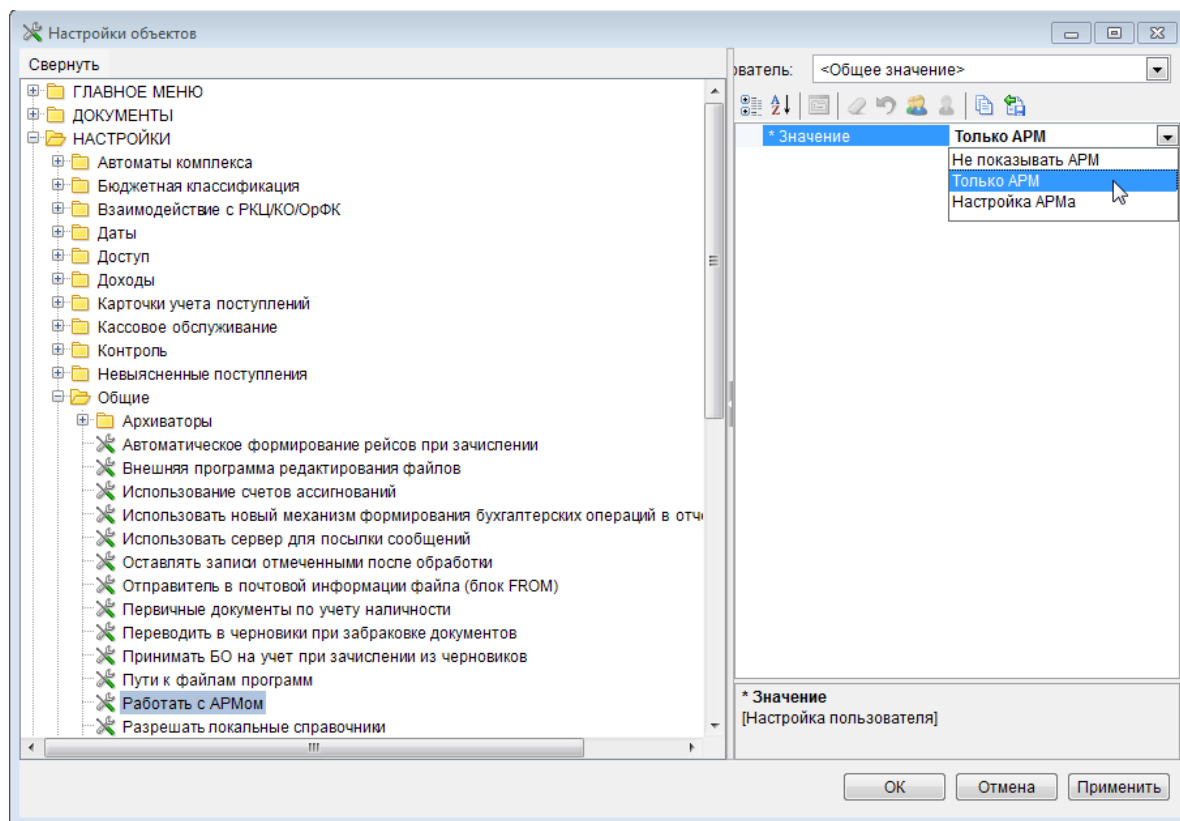 Настройки объектов
Свернуть
ГЛАВНОЕ МЕНЮ
ДОКУМЕНТЫ
НАСТРОЙКИ
Автоматы комплекса
Бюджетная классификация
Взаимодействие с РКЦ/КО/ОрФК
Даты
Доступ
Доходы
Карточки учета поступлений
Кассовое обслуживание
Контроль
Невыясненные поступления
Общие
Архиваторы
Автоматическое формирование рейсов при зачислении
Внешняя программа редактирования файлов
Использование счетов ассигнований
Использовать новый механизм формирования бухгалтерских операций в отч
Использовать сервер для посылки сообщений
Оставлять записи отмеченными после обработки
Отправитель в почтовой информации файла (блок FROM)
Первичные документы по учету наличности
Переводить в черновики при забраковке документов
Принимать БО на учет при зачислении из черновиков
Пути к файлам программ
Работать с АРМом
Разрешать локальные справочники
ователь: <Общее значение>
* Значение Только АРМ
Не показывать АРМ
Только АРМ
Настройка АРМа
* Значение
[Настройка пользователя]
ОК Отмена Применить